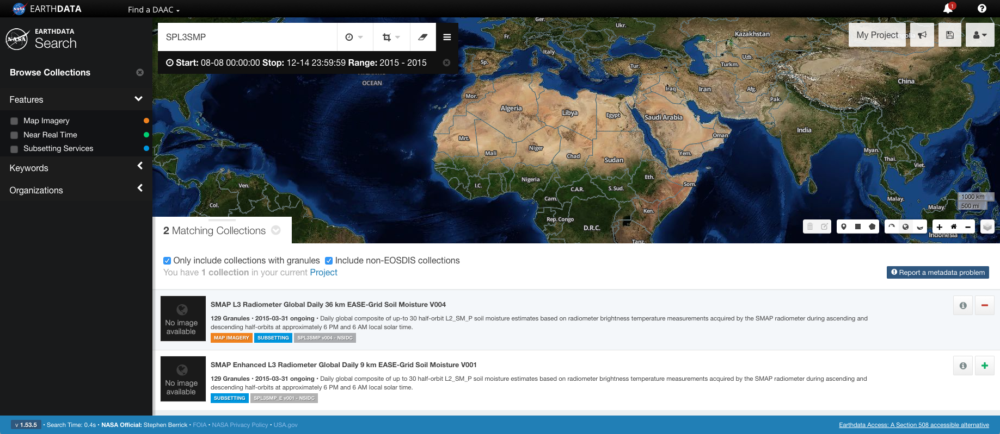 EARTHDATA
Find a DAAC
1
EARTHDATA
Search
Browse Collections
Features
Map Imagery
Near Real Time
Subsetting Services
Keywords
Organizations
SPL3SMP
Start: 08-08 00:00:00 Stop: 12-14 23:59:59 Range: 2015 - 2015
My Project
OCEAN
Ger.
Ukr.
Kazakhstan
Fr.
Italy
Uzb.
Sp.
Tur.
Turkm.
China
Mor.
Iraq
Iran
Afg.
Pak.
Algeria
Libya
Egypt
Saudi Arabia
India
Oman
Mrt.
Mali
Niger
Chad
Sudan
Yem.
Myan.
Thai.
Viet.
Nigeria
Eth.
Ven.
I.C.
C.A.R.
S. Sud.
Som.
Cam.
Malay.
Malay.
Col.
Ken.
Rep. Congo
D.R.C.
Tanz.
Indonesia
1000 km
500 mi
2 Matching Collections
Only include collections with granules Include non-EOSDIS collections
You have 1 collection in your current Project
Report a metadata problem
No image
available
SMAP L3 Radiometer Global Daily 36 km EASE-Grid Soil Moisture V004
129 Granules • 2015-03-31 ongoing • Daily global composite of up-to 30 half-orbit L2_SM_P soil moisture estimates based on radiometer brightness temperature measurements acquired by the SMAP radiometer during ascending and
descending half-orbits at approximately 6 PM and 6 AM local solar time.
MAP IMAGERY SUBSETTING SPL3SMP v004 - NSIDC
No image
available
SMAP Enhanced L3 Radiometer Global Daily 9 km EASE-Grid Soil Moisture V001
129 Granules • 2015-03-31 ongoing • Daily global composite of up to 30 half-orbit L2_SM_P soil moisture estimates based on radiometer brightness temperature measurements acquired by the SMAP radiometer during ascending and
descending half-orbits at approximately 6 PM and 6 AM local solar time.
SUBSETTING SPL3SMP_E v001 - NSIDC
v 1.53.5 • Search Time: 0.4s • NASA Official: Stephen Berrick • FOIA • NASA Privacy Policy • USA.gov
Earthdata Access: A Section 508 accessible alternative